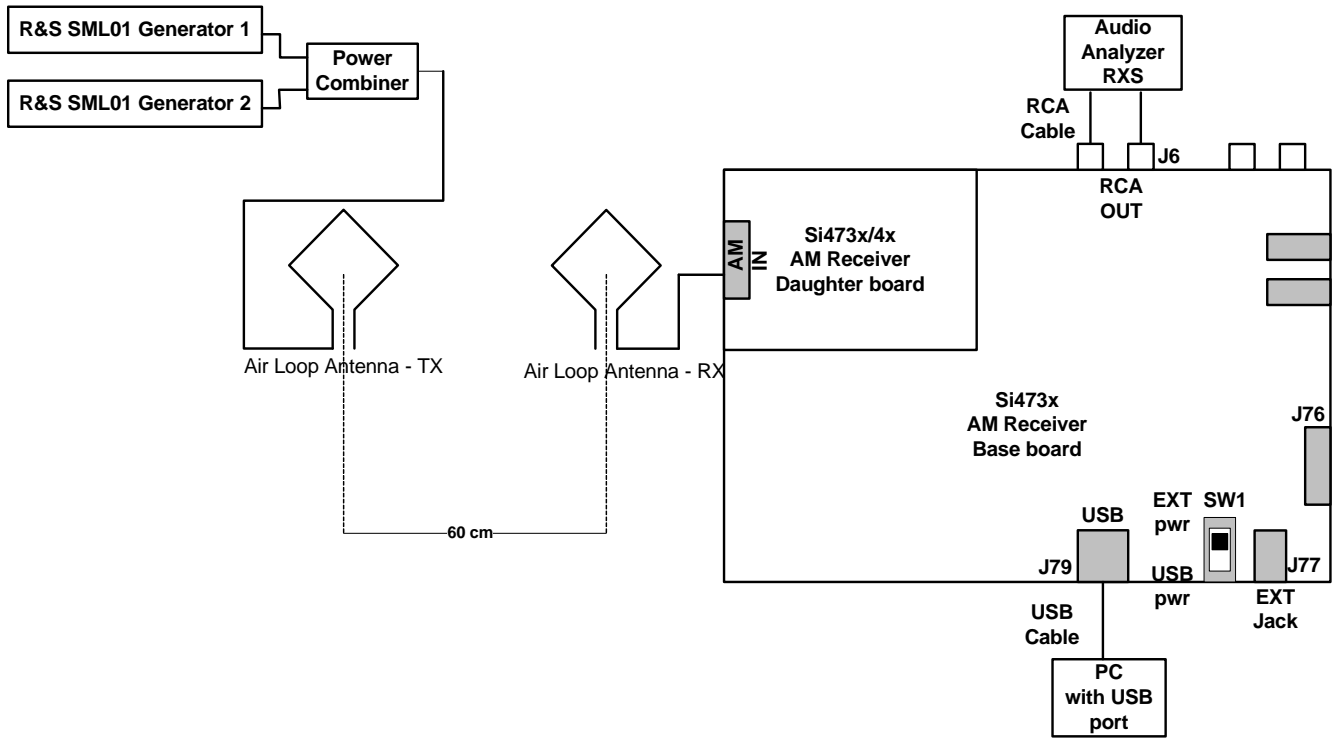 R&S SML01 Generator 1
R&S SML01 Generator 2
Power
Combiner
Air Loop Antenna - TX
Air Loop Antenna - RX
60 cm
Audio
Analyzer
RXS
RCA
Cable
J6
RCA
OUT
AM
IN
Si473x/4x
AM Receiver
Daughter board
Si473x
AM Receiver
Base board
J76
EXT
pwr
SW1
USB
J79
USB
pwr
J77
EXT
Jack
USB
Cable
PC
with USB
port